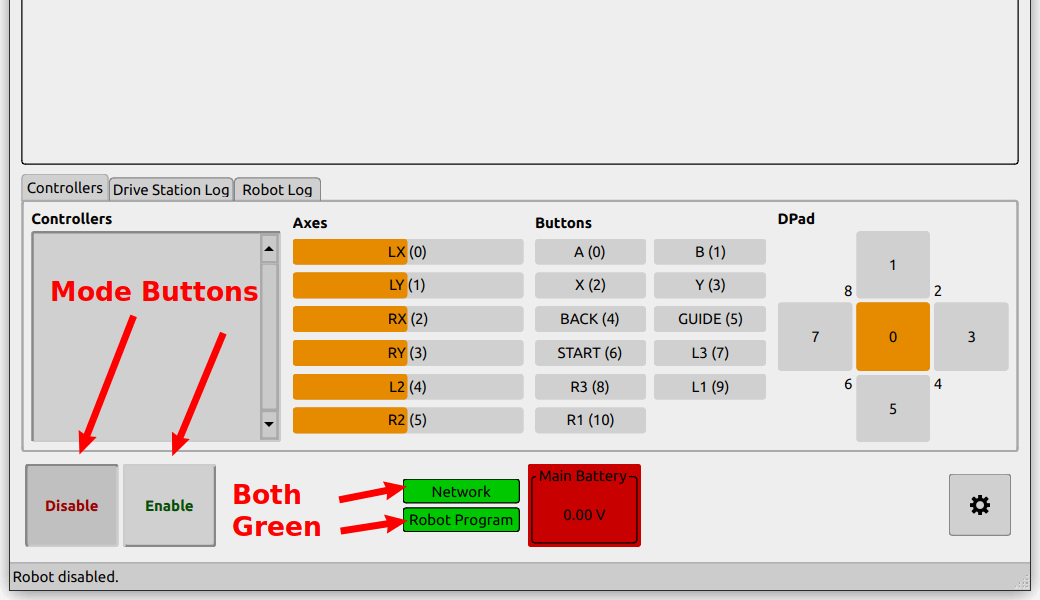 Controllers
Drive Station Log
Robot Log
Controllers
Mode Buttons
Axes
LX (0)
LY (1)
RX (2)
RY (3)
L2 (4)
R2 (5)
Buttons
A (0)
B (1)
X (2)
Y (3)
BACK (4)
GUIDE (5)
START (6)
L3 (7)
R3 (8)
L1 (9)
R1 (10)
DPad
1
8
2
7
0
3
6
4
5
Disable
Enable
Both
Green
Network
Robot Program
Main Battery
0.00 V
Robot disabled.